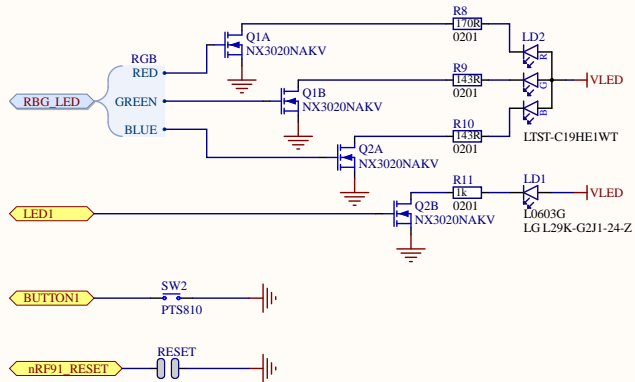 R8
170R
0201
Q1A
NX3020NAKV
LD2
R
G
B
VLED
LTST-C19HE1WT
RGB
RED
GREEN
BLUE
RBG_LED
R9
143R
0201
Q1B
NX3020NAKV
R10
143R
0201
Q2A
NX3020NAKV
R11
1k
0201
LD1
VLED
L0603G
LG L29K-G2J1-24-Z
Q2B
NX3020NAKV
LED1
BUTTON1
SW2
PTS810
nRF91_RESET
RESET